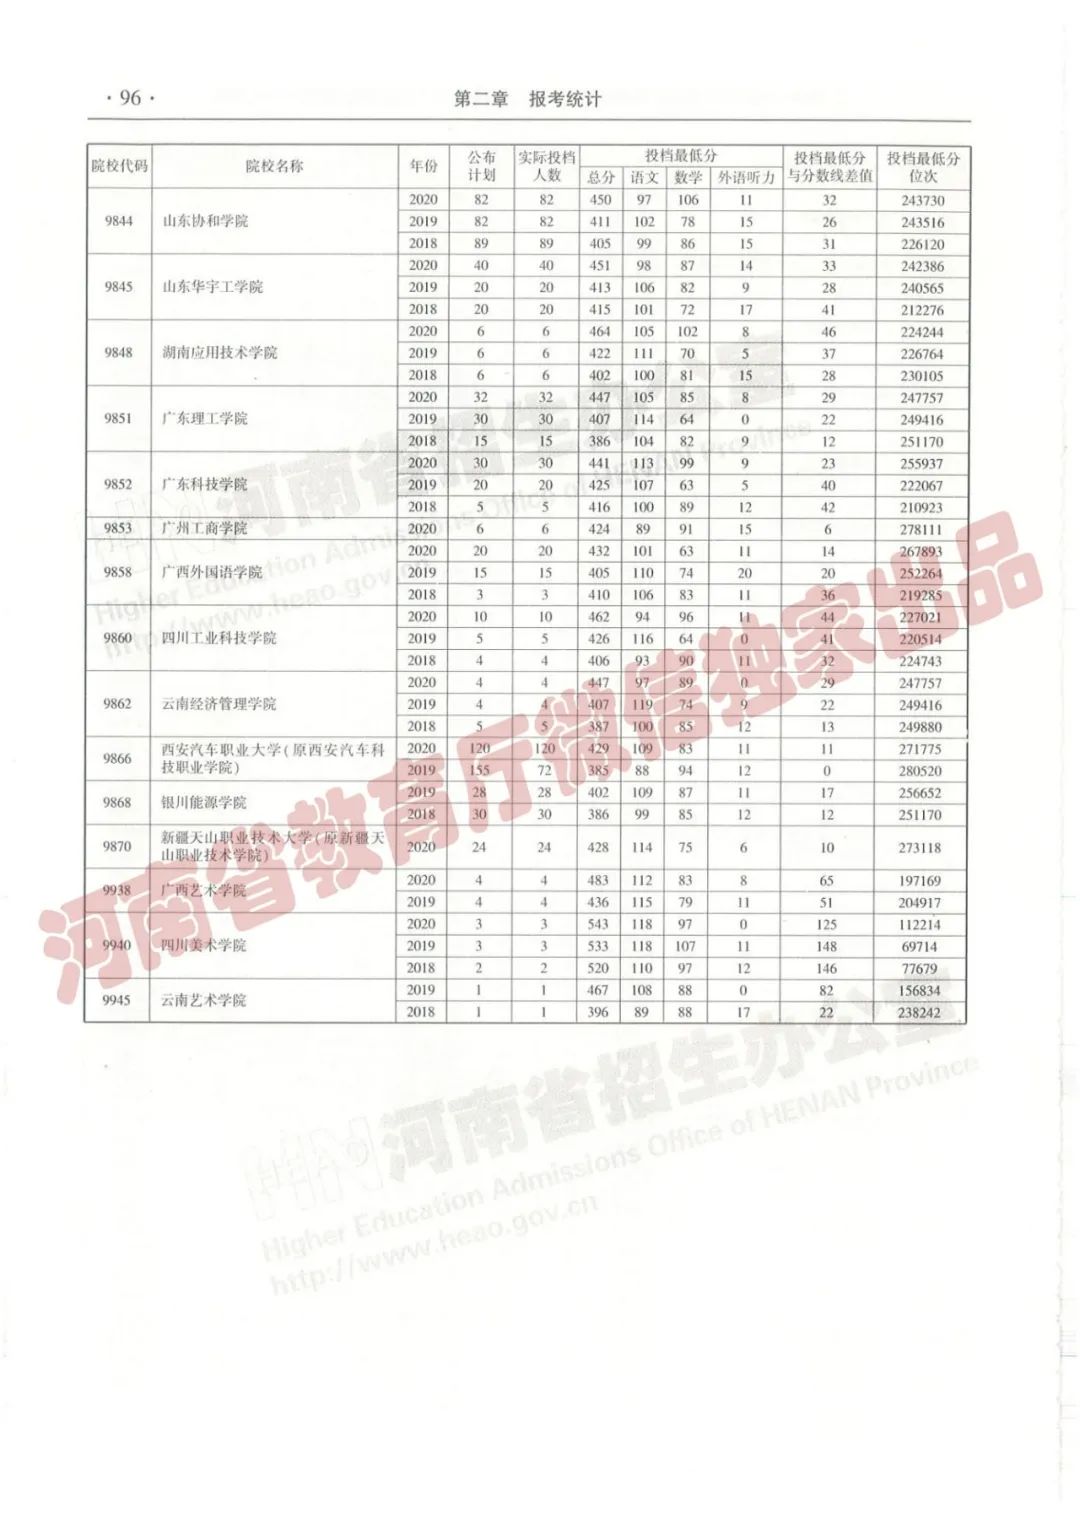 · 96 ·
第二章 报考统计
院校代码 院校名称 年份 公布计划 实际投档人数 投档最低分 投档最低分与分数线差值 投档最低分位次
总分 语文 数学 外语听力
9844 山东协和学院 2020 82 82 450 97 106 11 32 243730
2019 82 82 411 102 78 15 26 243516
2018 89 89 405 99 86 15 31 226120
9845 山东华宇工学院 2020 40 40 451 98 87 14 33 242386
2019 20 20 413 106 82 9 28 240565
2018 20 20 415 101 72 17 41 212276
9848 湖南应用技术学院 2020 6 6 464 105 102 8 46 224244
2019 6 6 422 111 70 5 37 226764
2018 6 6 402 100 81 15 28 230105
9851 广东理工学院 2020 32 32 447 105 85 8 29 247757
2019 30 30 407 114 64 0 22 249416
2018 15 15 386 104 82 9 12 251170
9852 广东科技学院 2020 30 30 441 113 99 9 23 255937
2019 20 20 425 107 63 5 40 222067
2018 5 5 416 100 89 12 42 210923
9853 广州工商学院 2020 6 6 424 89 91 15 6 278111
9858 广西外国语学院 2020 20 20 432 101 63 11 14 267893
2019 15 15 405 110 74 20 20 252264
2018 3 3 410 106 83 11 36 219285
9860 四川工业科技学院 2020 10 10 462 94 96 11 44 227021
2019 5 5 426 116 64 0 41 220514
2018 4 4 406 93 90 11 32 224743
9862 云南经济管理学院 2020 4 4 447 97 89 0 29 247757
2019 4 4 407 119 74 9 22 249416
2018 5 5 387 100 85 12 13 249880
9866 西安汽车职业大学(原西安汽车科技职业学院) 2020 120 120 429 109 83 11 11 271775
2019 155 72 385 88 94 12 0 280520
9868 银川能源学院 2019 28 28 402 109 87 11 17 256652
2018 30 30 386 99 85 12 12 251170
9870 新疆天山职业技术大学(原新疆天山职业技术学院) 2020 24 24 428 114 75 6 10 273118
9938 广西艺术学院 2020 4 4 483 112 83 8 65 197169
2019 4 4 436 115 79 11 51 204917
9940 四川美术学院 2020 3 3 543 118 97 0 125 112214
2019 3 3 533 118 107 11 148 69714
2018 2 2 520 110 97 12 146 77679
9945 云南艺术学院 2019 1 1 467 108 88 0 82 156834
2018 1 1 396 89 88 17 22 238242
河南省教育厅微信独家出品
河南省招生办公室
Higher Education Admissions Office of HENAN Province
http://www.heao.gov.cn
河南省招生办公室
Higher Education Admissions Office of HENAN Province
http://www.heao.gov.cn